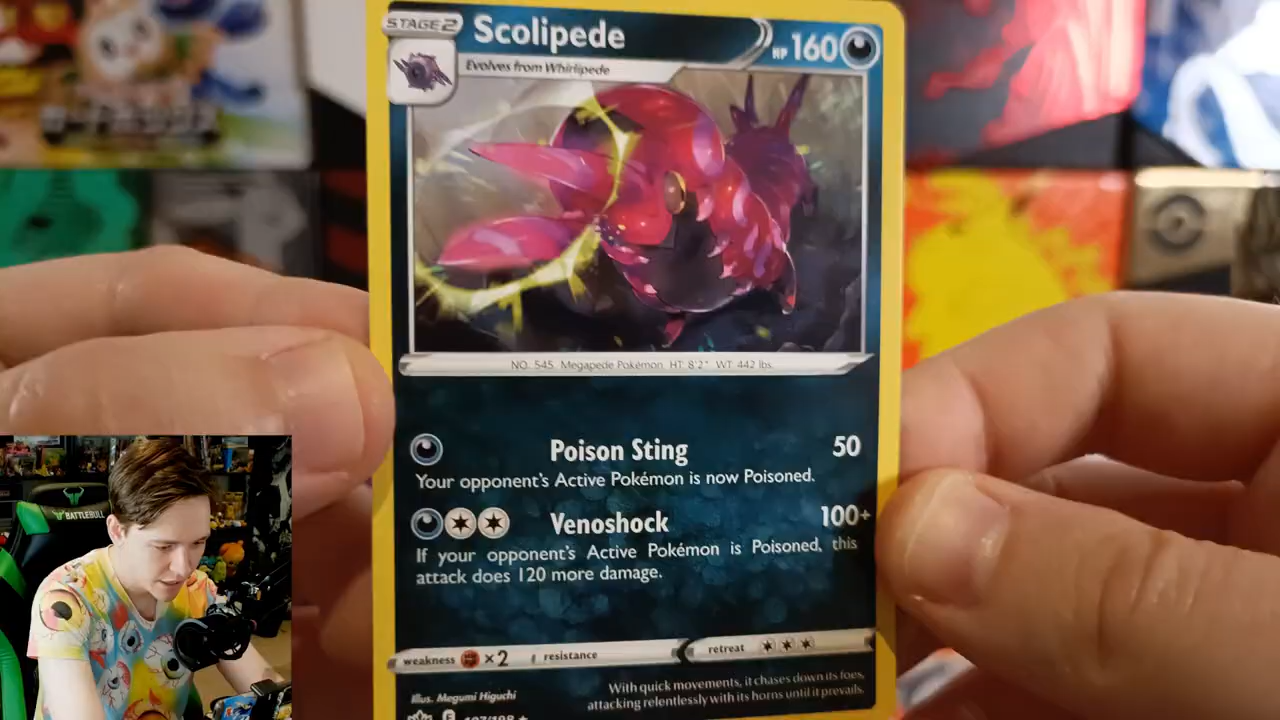 STAGE 2
Scolipede
HP 160
Evolves from Whirlipede
NO. 545. Megapede Pokémon. HT: 8'2" WT: 442 lbs.
Poison Sting 50
Your opponent's Active Pokémon is now Poisoned.
Venoshock 100+
If your opponent's Active Pokémon is Poisoned, this
attack does 120 more damage.
weakness ×2 resistance retreat
With quick movements, it chases down its foes,
attacking relentlessly with its horns until it prevails.
Illus. Megumi Higuchi
BATTLEBULL